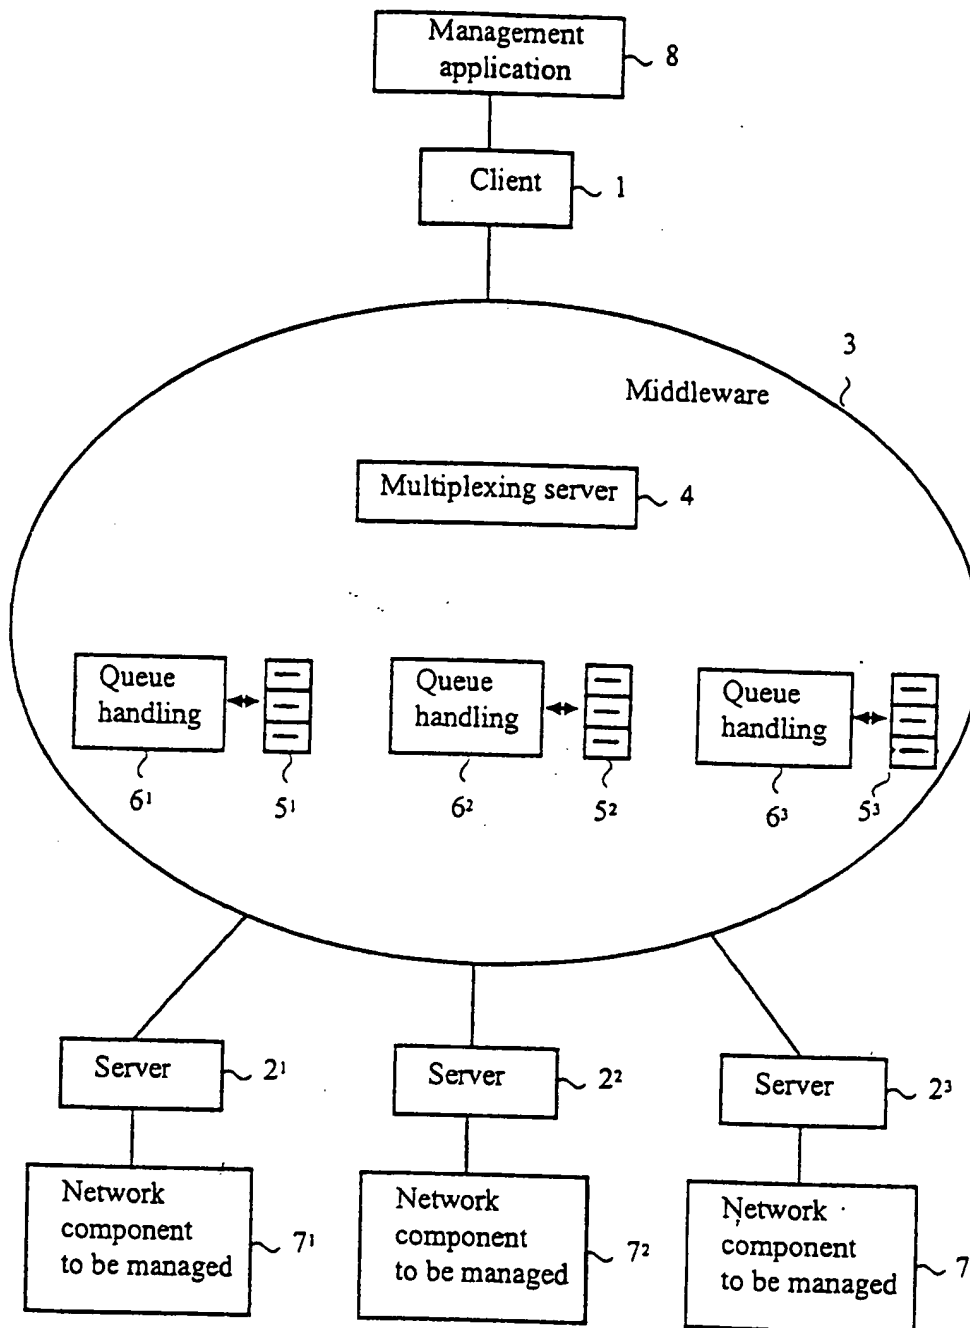 Management
application
8
Client
1
3
Middleware
Multiplexing server
4
Queue
handling
Queue
handling
Queue
handling
6¹
5¹
6²
5²
6³
5³
Server
2¹
Server
2²
Server
2³
Network
component
to be managed
7¹
Network
component
to be managed
7²
Network
component
to be managed
7